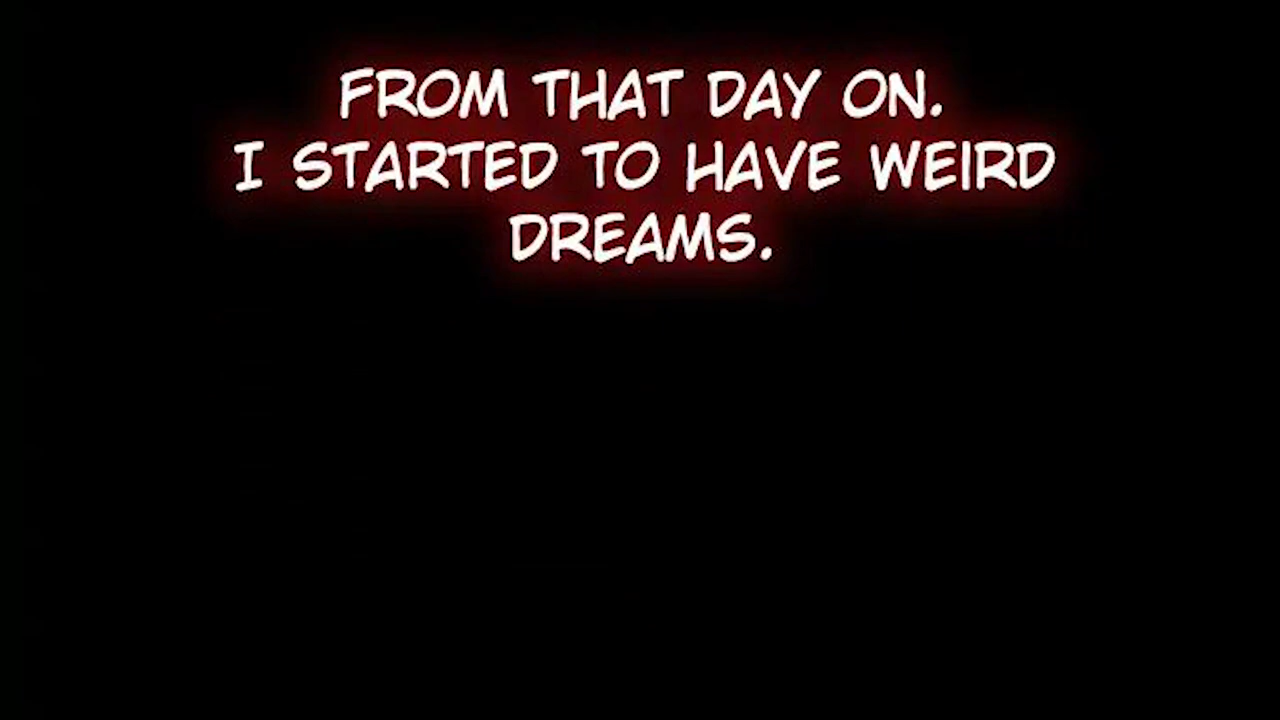 FROM THAT DAY ON.
I STARTED TO HAVE WEIRD
DREAMS.